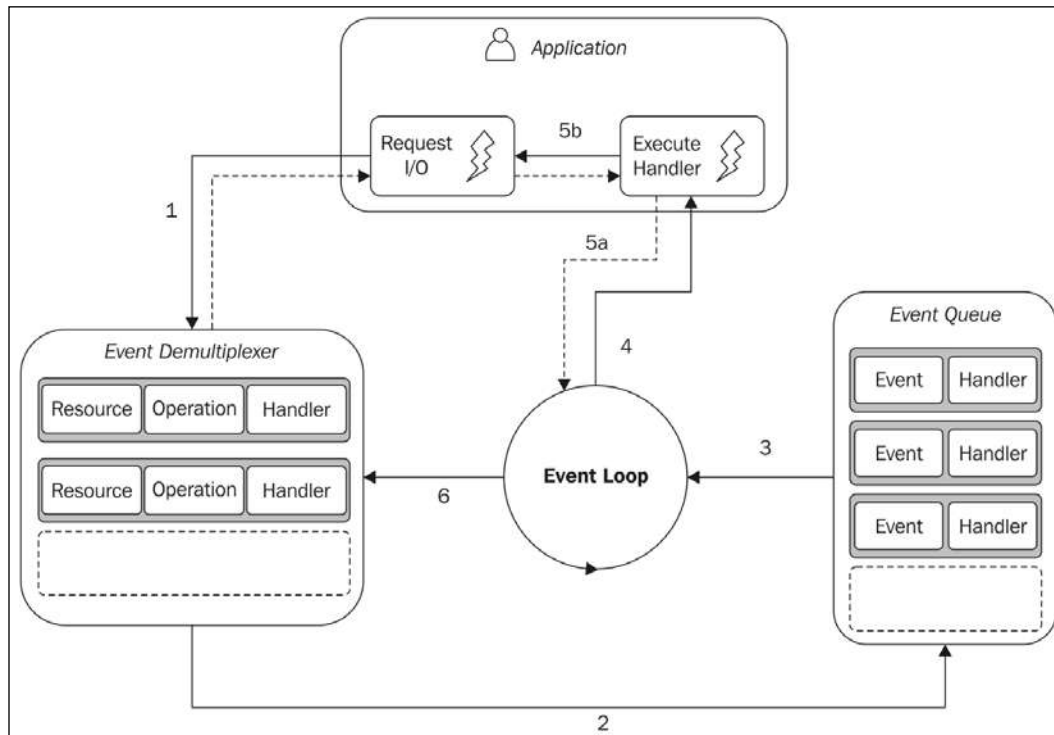 Application
Request
I/O
5b
Execute
Handler
1
5a
Event Queue
Event Demultiplexer
4
Event Handler
Resource Operation Handler
3
Event Handler
Event Loop
Resource Operation Handler
6
Event Handler
2